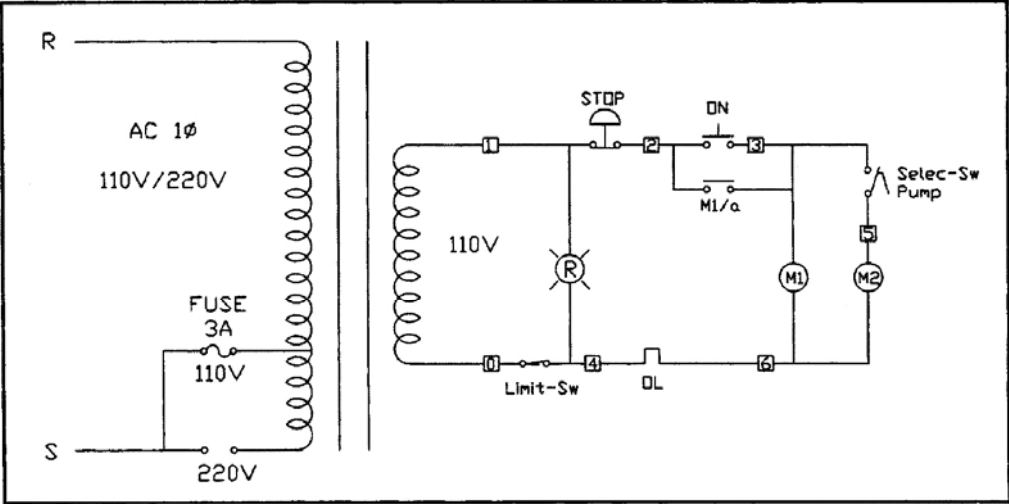 R
AC 1Ø
110V/220V
FUSE
3A
110V
S
220V
110V
1
STOP
2
ON
3
M1/a
Selec-Sw
Pump
5
R
M1
M2
0
Limit-Sw
4
OL
6